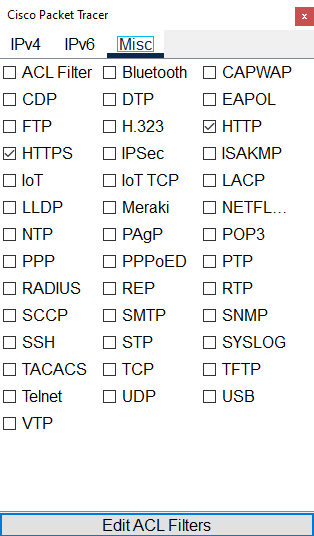 Cisco Packet Tracer x
IPv4 IPv6 Misc
ACL Filter Bluetooth CAPWAP
CDP DTP EAPOL
FTP H.323 HTTP
HTTPS IPSec ISAKMP
IoT IoT TCP LACP
LLDP Meraki NETFL...
NTP PAgP POP3
PPP PPPoED PTP
RADIUS REP RTP
SCCP SMTP SNMP
SSH STP SYSLOG
TACACS TCP TFTP
Telnet UDP USB
VTP
Edit ACL Filters